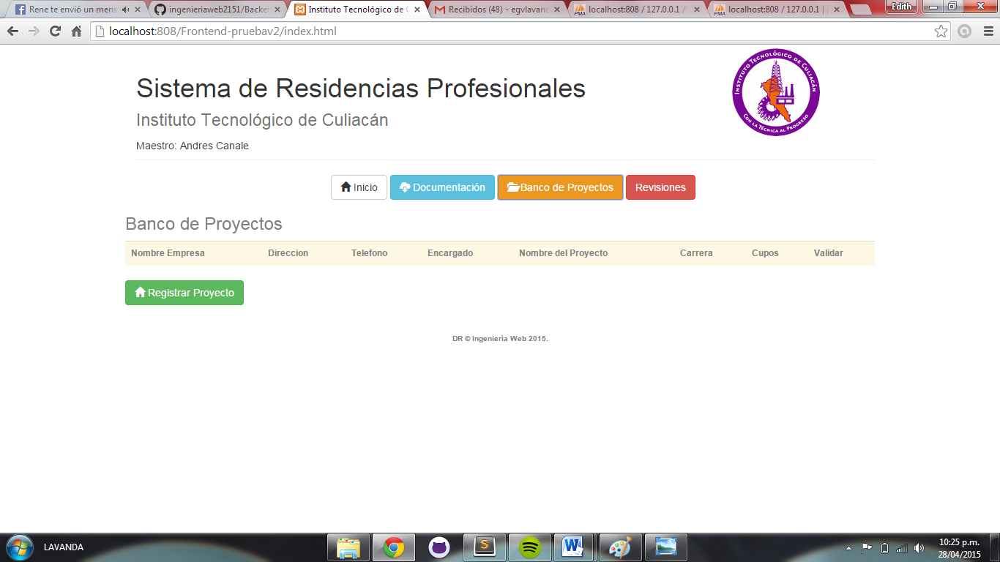 Rene te envió un mens
ingenieriaweb2151/Backe
Instituto Tecnológico de C
Recibidos (48) - egvlavanc
PMA localhost:808 / 127.0.0.1 /
PMA localhost:808 / 127.0.0.1 | p
Edith
localhost:808/Frontend-pruebav2/index.html
Sistema de Residencias Profesionales
Instituto Tecnológico de Culiacán
Maestro: Andres Canale
INSTITUTO TECNOLÓGICO DE CULIACÁN
CON LA TÉCNICA AL PROGRESO
Inicio Documentación Banco de Proyectos Revisiones
Banco de Proyectos
Nombre Empresa Direccion Telefono Encargado Nombre del Proyecto Carrera Cupos Validar
Registrar Proyecto
DR © Ingeniería Web 2015.
LAVANDA
10:25 p.m.
28/04/2015